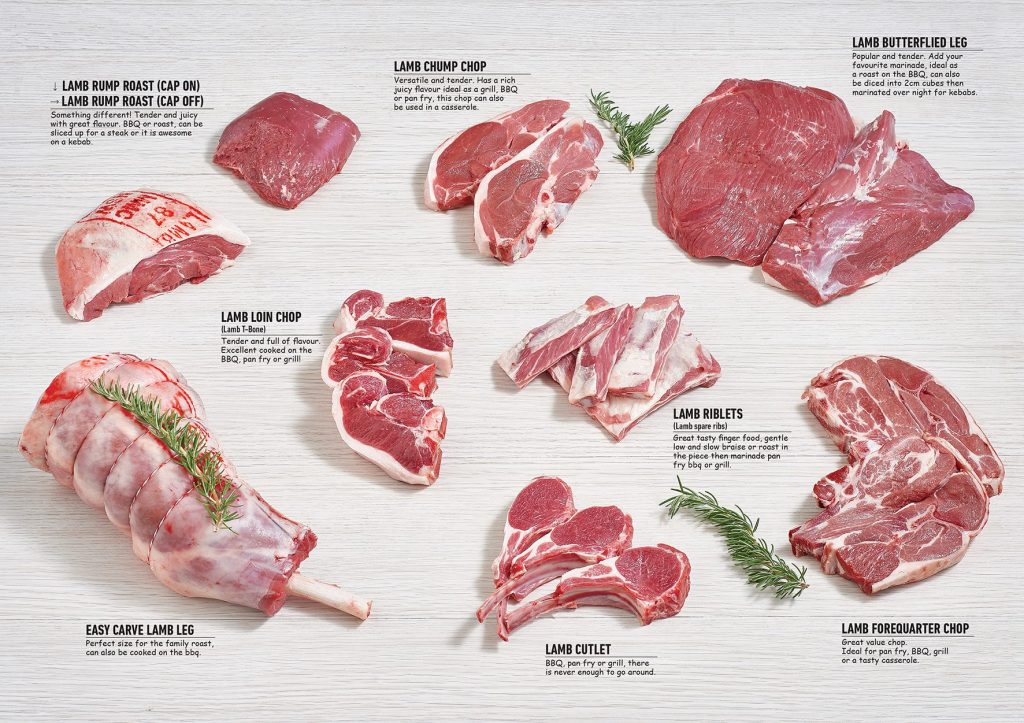 ↓ LAMB RUMP ROAST (CAP ON)
→ LAMB RUMP ROAST (CAP OFF)
Something different! Tender and juicy
with great flavour. BBQ or roast, can be
sliced up for a steak or it is awesome
on a kebab.
LAMB CHUMP CHOP
Versatile and tender. Has a rich
juicy flavour ideal as a grill, BBQ
or pan fry, this chop can also
be used in a casserole.
LAMB BUTTERFLIED LEG
Popular and tender. Add your
favourite marinade, ideal as
a roast on the BBQ, can also
be diced into 2cm cubes then
marinated over night for kebabs.
LAMB
87
LAMB LOIN CHOP
(Lamb T-Bone)
Tender and full of flavour.
Excellent cooked on the
BBQ, pan fry or grill!
LAMB RIBLETS
(Lamb spare ribs)
Great tasty finger food, gentle
low and slow braise or roast in
the piece then marinade pan
fry bbq or grill.
EASY CARVE LAMB LEG
Perfect size for the family roast,
can also be cooked on the bbq.
LAMB CUTLET
BBQ, pan fry or grill, there
is never enough to go around.
LAMB FOREQUARTER CHOP
Great value chop.
Ideal for pan fry, BBQ, grill
or a tasty casserole.